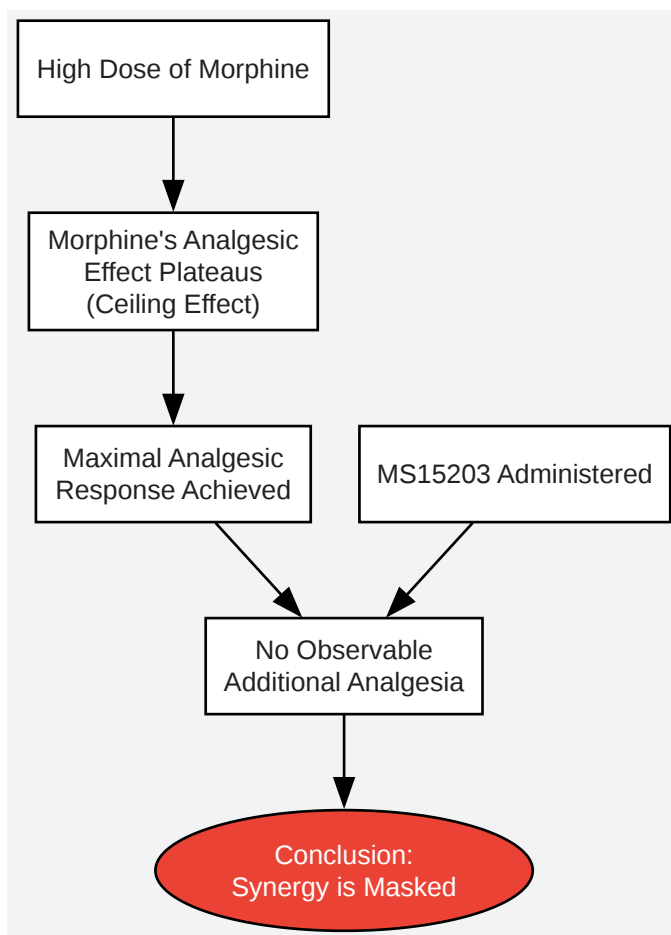 High Dose of Morphine
Morphine's Analgesic
Effect Plateaus
(Ceiling Effect)
Maximal Analgesic
Response Achieved
MS15203 Administered
No Observable
Additional Analgesia
Conclusion:
Synergy is Masked